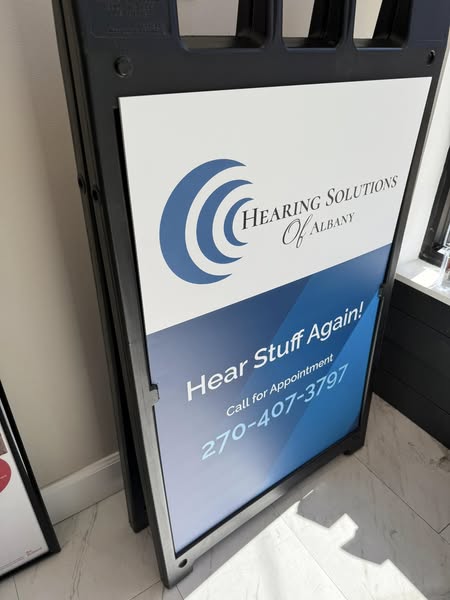 HEARING SOLUTIONS
Of ALBANY
Hear Stuff Again!
Call for Appointment
270-407-3797